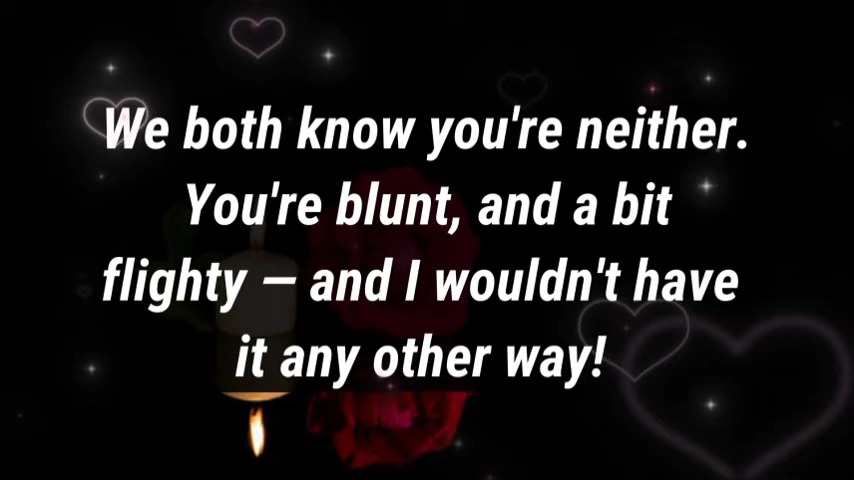 We both know you're neither.
You're blunt, and a bit
flighty – and I wouldn't have
it any other way!